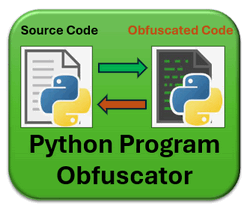 Source Code
Obfuscated Code
Python Program
Obfuscator